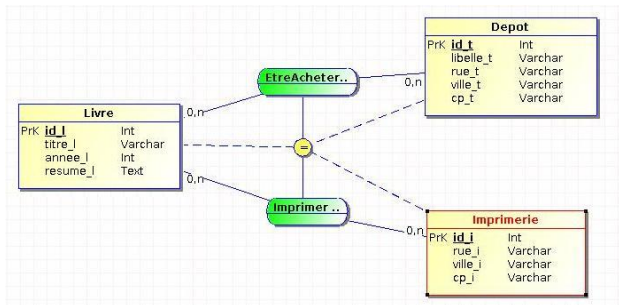 Depot
PrK id_t Int
libelle_t Varchar
rue_t Varchar
ville_t Varchar
cp_t Varchar
EtreAcheter..
0,n
0,n
Livre
PrK id_l Int
titre_l Varchar
annee_l Int
resume_l Text
=
0,n
Imprimer ..
0,n
Imprimerie
PrK id_i Int
rue_i Varchar
ville_i Varchar
cp_i Varchar